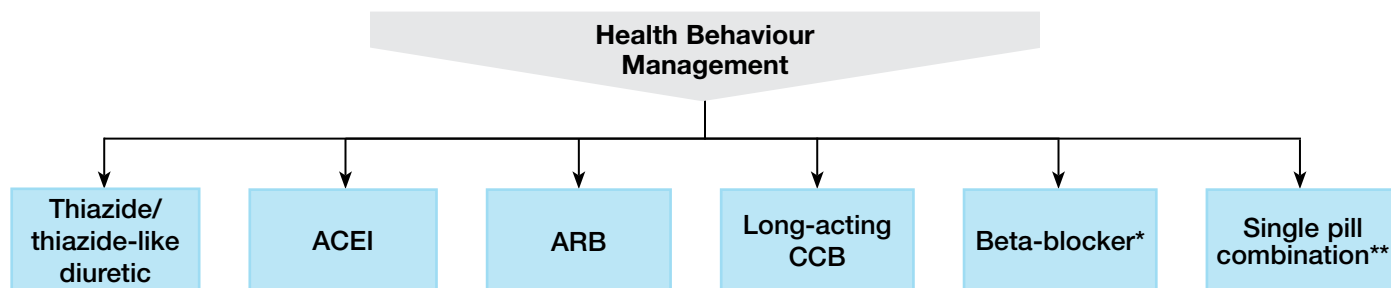 Health Behaviour
Management
Thiazide/
thiazide-like
diuretic
ACEI
ARB
Long-acting
CCB
Beta-blocker*
Single pill
combination**